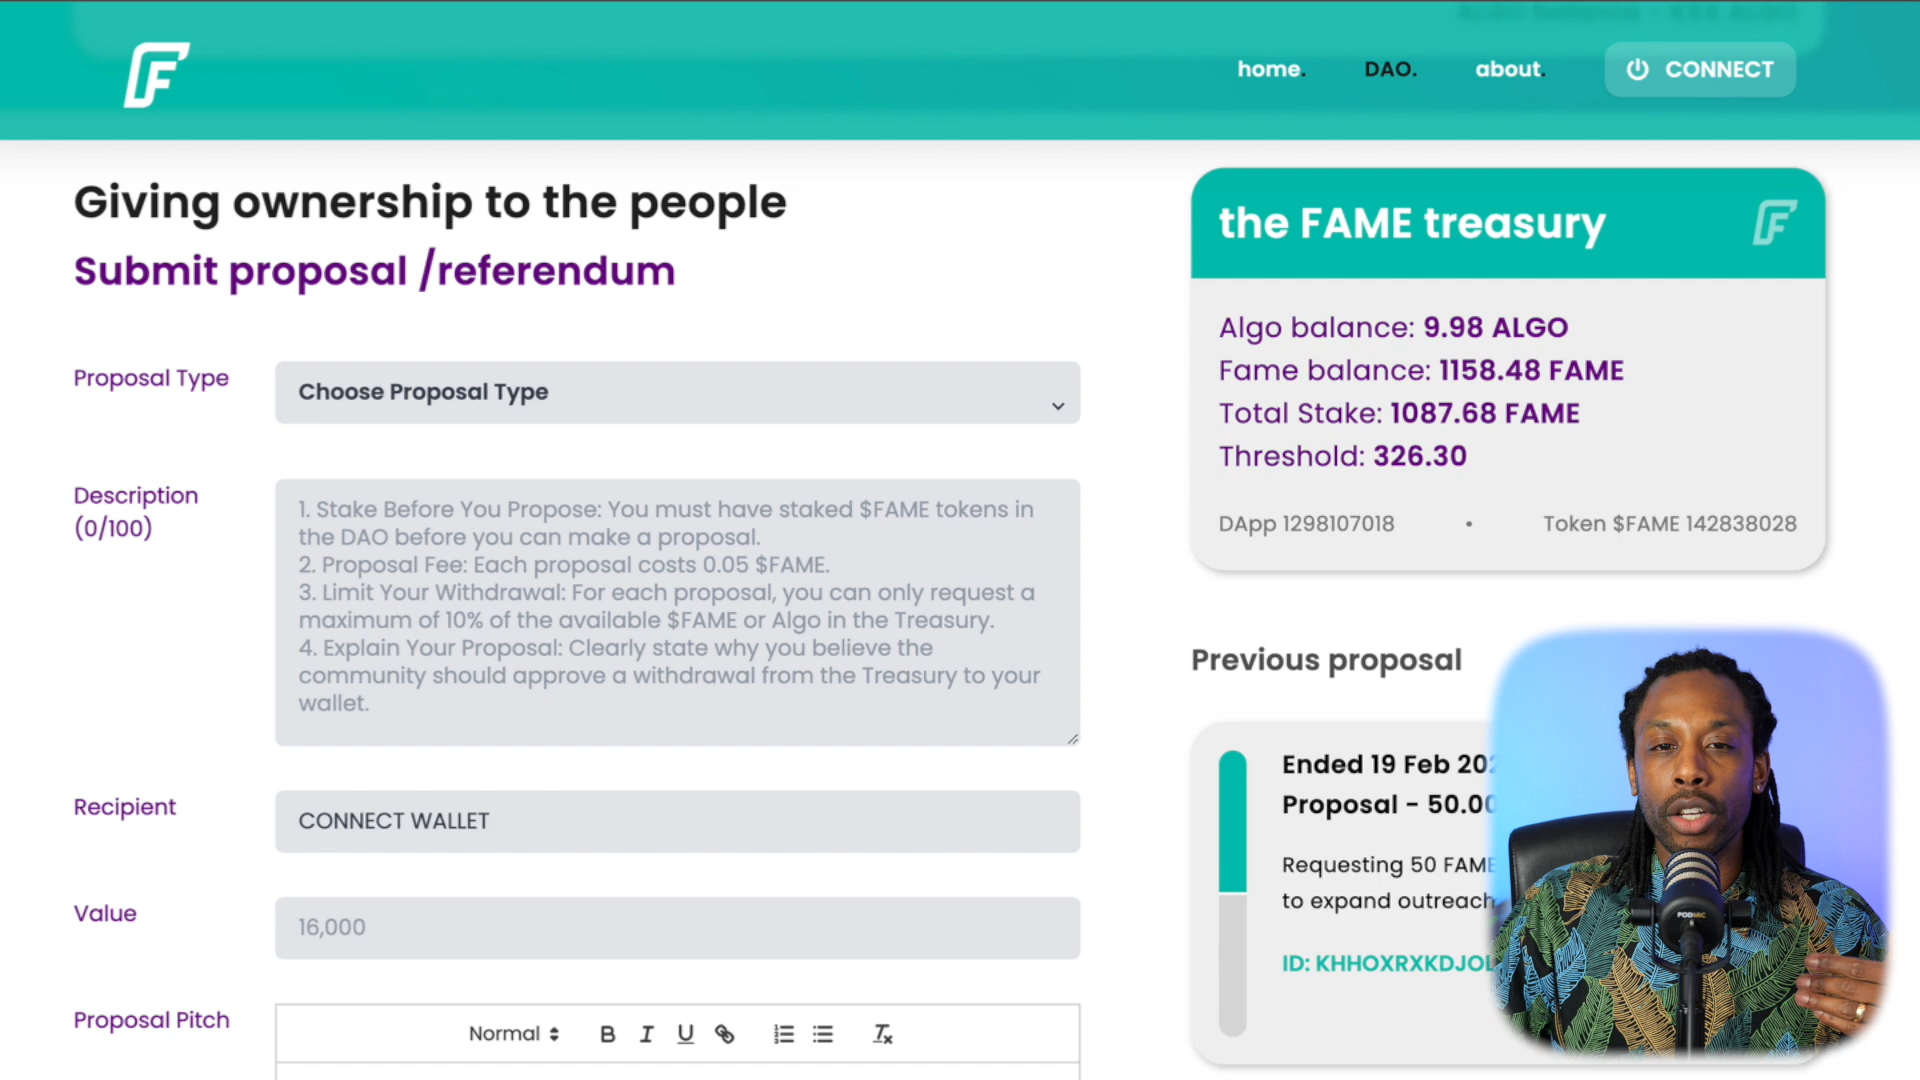 home.
DAO.
about.
CONNECT
Giving ownership to the people
Submit proposal /referendum
Proposal Type
Choose Proposal Type
Description
(0/100)
1. Stake Before You Propose: You must have staked $FAME tokens in
the DAO before you can make a proposal.
2. Proposal Fee: Each proposal costs 0.05 $FAME.
3. Limit Your Withdrawal: For each proposal, you can only request a
maximum of 10% of the available $FAME or Algo in the Treasury.
4. Explain Your Proposal: Clearly state why you believe the
community should approve a withdrawal from the Treasury to your
wallet.
Recipient
CONNECT WALLET
Value
16,000
Proposal Pitch
Normal
the FAME treasury
Algo balance: 9.98 ALGO
Fame balance: 1158.48 FAME
Total Stake: 1087.68 FAME
Threshold: 326.30
DApp 1298107018 • Token $FAME 142838028
Previous proposal
Ended 19 Feb
Proposal - 50.00
Requesting 50 FAME
to expand outreach
ID: KHHOXRXKDJO
PODMIC